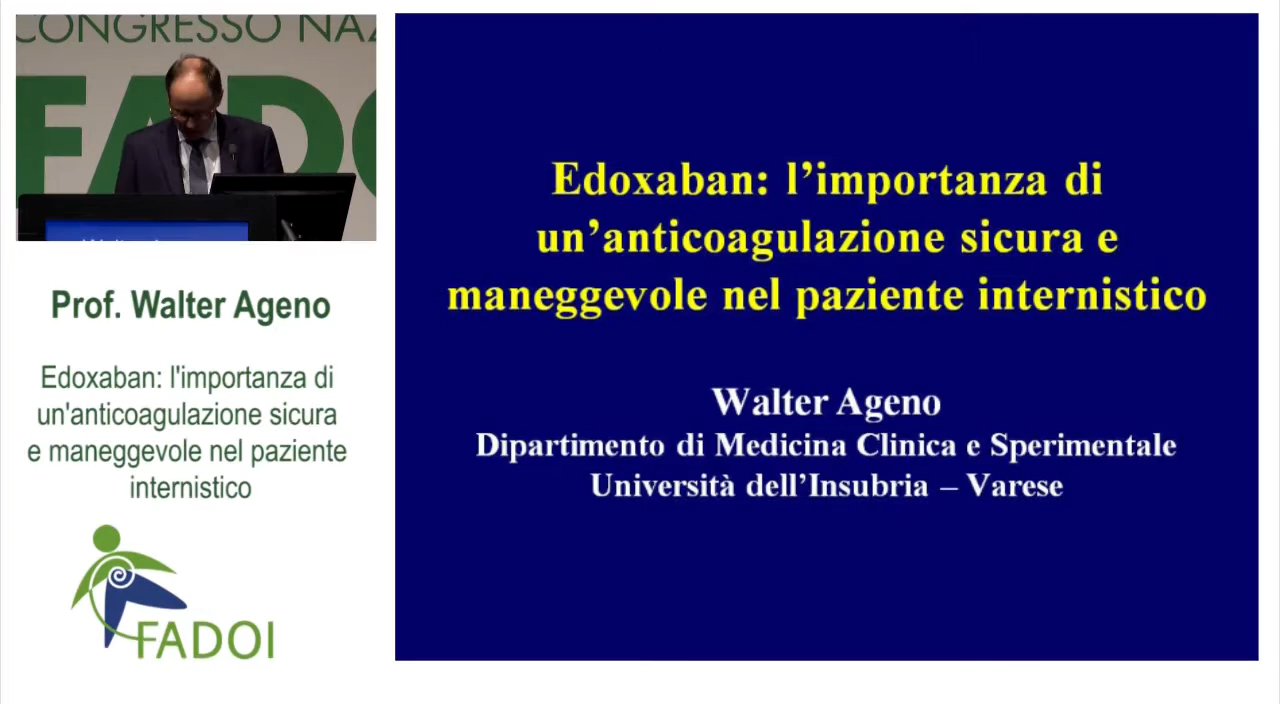 CONGRESSO
FADO
Prof. Walter Ageno
Edoxaban: l'importanza di
un'anticoagulazione sicura
e maneggevole nel paziente
internistico
FADOI
Edoxaban: l’importanza di
un’anticoagulazione sicura e
maneggevole nel paziente internistico
Walter Ageno
Dipartimento di Medicina Clinica e Sperimentale
Università dell’Insubria – Varese